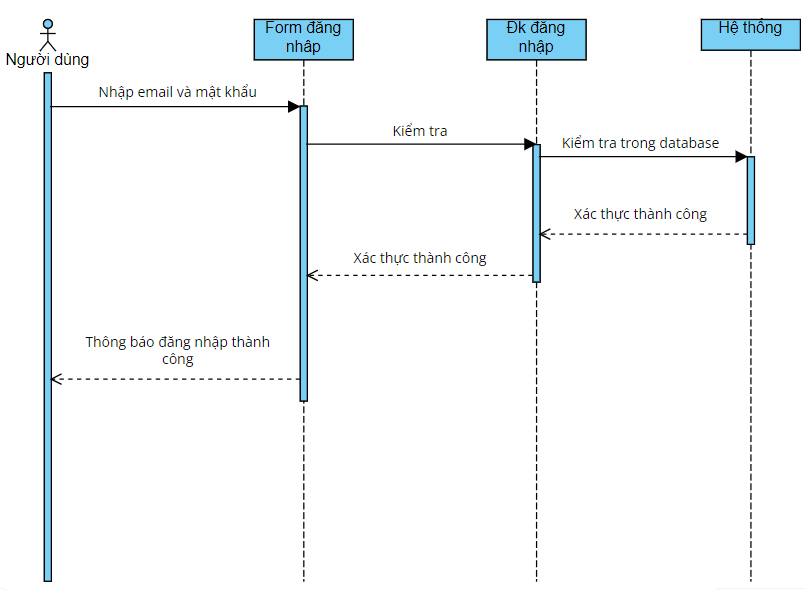 Form đăng
nhâp
Đk đăng
nhập
Hệ thống
Người dùng
Nhập email và mật khẩu
Kiểm tra
Kiểm tra trong database
Xác thực thành công
Xác thực thành công
Thông báo đăng nhập thành
công